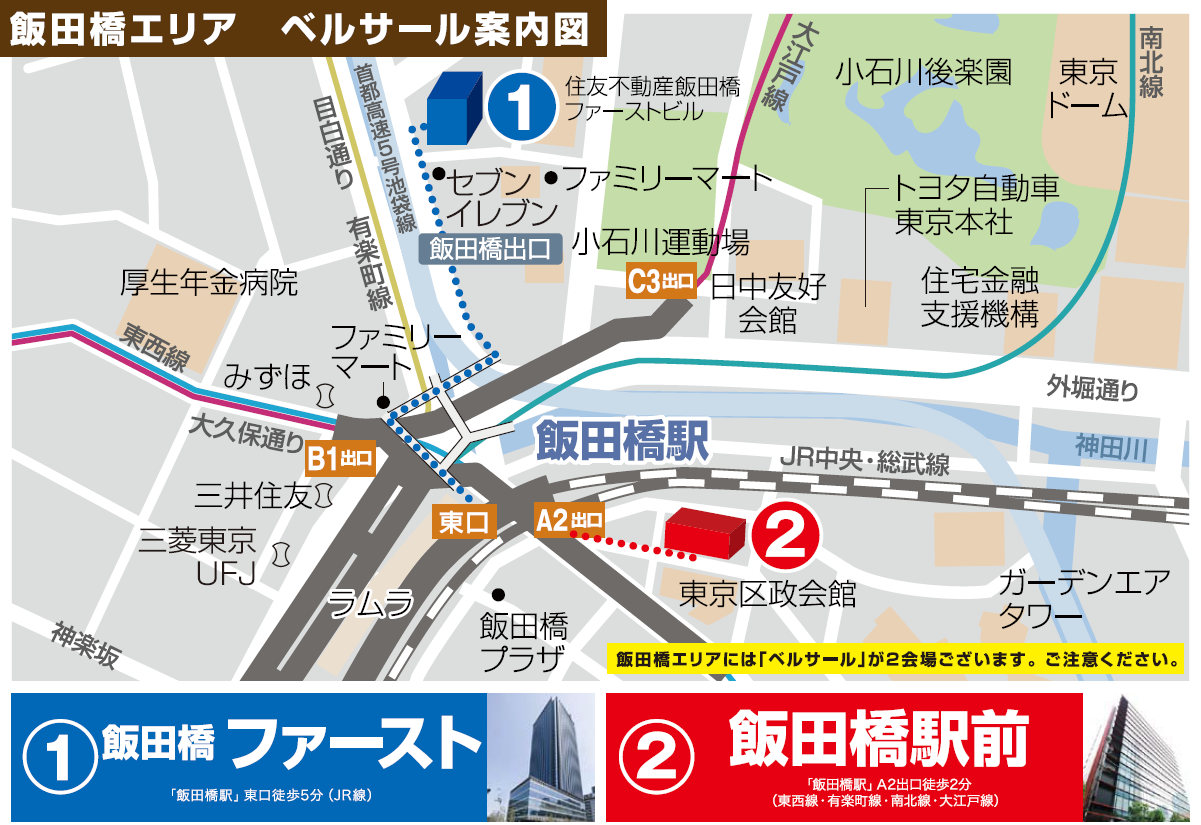 飯田橋エリア　ベルサール案内図
首都高速5号池袋線
目白通り
有楽町線
1
住友不動産飯田橋
ファーストビル
大江戸線
小石川後楽園
東京
ドーム
南北線
セブン
イレブン
ファミリーマート
飯田橋出口
小石川運動場
トヨタ自動車
東京本社
C3出口
日中友好
会館
住宅金融
支援機構
厚生年金病院
東西線
ファミリー
マート
みずほ
大久保通り
B1出口
外堀通り
飯田橋駅
神田川
JR中央・総武線
三井住友
東口
A2出口
2
三菱東京
UFJ
東京区政会館
ガーデンエア
タワー
ラムラ
神楽坂
飯田橋
プラザ
飯田橋エリアには「ベルサール」が2会場ございます。ご注意ください。
1 飯田橋 ファースト
「飯田橋駅」東口徒歩5分（JR線）
2 飯田橋駅前
「飯田橋駅」A2出口徒歩2分
（東西線・有楽町線・南北線・大江戸線）